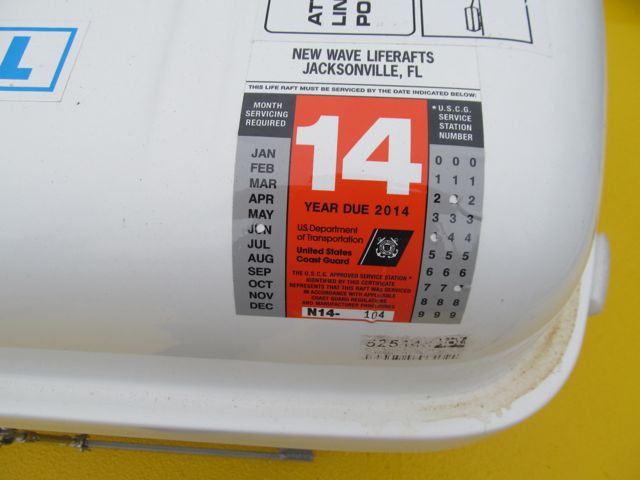 AT
LIN
PO
L
NEW WAVE LIFERAFTS
JACKSONVILLE, FL
THIS LIFE RAFT MUST BE SERVICED BY THE DATE INDICATED BELOW:
MONTH
SERVICING
REQUIRED
JAN
FEB
MAR
APR
MAY
JUN
JUL
AUG
SEP
OCT
NOV
DEC
14
YEAR DUE 2014
U.S. Department
of Transportation
United States
Coast Guard
THE U.S.C.G. APPROVED SERVICE STATION *
IDENTIFIED BY THIS CERTIFICATE
REPRESENTS THAT THIS RAFT WAS SERVICED
IN ACCORDANCE WITH APPLICABLE
COAST GUARD REGULATIONS
AND MANUFACTURER PROCEDURES
N14- 104
* U.S.C.G.
SERVICE
STATION
NUMBER
0 0 0
1 1 1
2 2
3 3 3
4 4
5 5 5
6 6 6
7 7
8 8 8
9 9 9